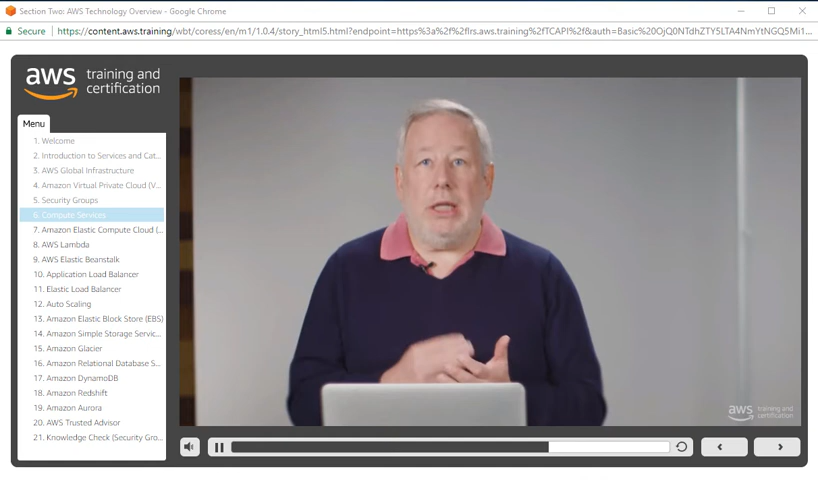 Section Two: AWS Technology Overview - Google Chrome
Secure https://content.aws.training/wbt/coress/en/m1/1.0.4/story_html5.html?endpoint=https%3a%2f%2flrs.aws.training%2fTCAPI%2f&auth=Basic%20OjQ0NTdhZTY5LTA4NmYtNGQ5Mi1...
aws training and
certification
Menu
1. Welcome
2. Introduction to Services and Cat...
3. AWS Global Infrastructure
4. Amazon Virtual Private Cloud (V...
5. Security Groups
6. Compute Services
7. Amazon Elastic Compute Cloud (...
8. AWS Lambda
9. AWS Elastic Beanstalk
10. Application Load Balancer
11. Elastic Load Balancer
12. Auto Scaling
13. Amazon Elastic Block Store (EBS)
14. Amazon Simple Storage Servic...
15. Amazon Glacier
16. Amazon Relational Database S...
17. Amazon DynamoDB
18. Amazon Redshift
19. Amazon Aurora
20. AWS Trusted Advisor
21. Knowledge Check (Security Gro...
aws training and
certification